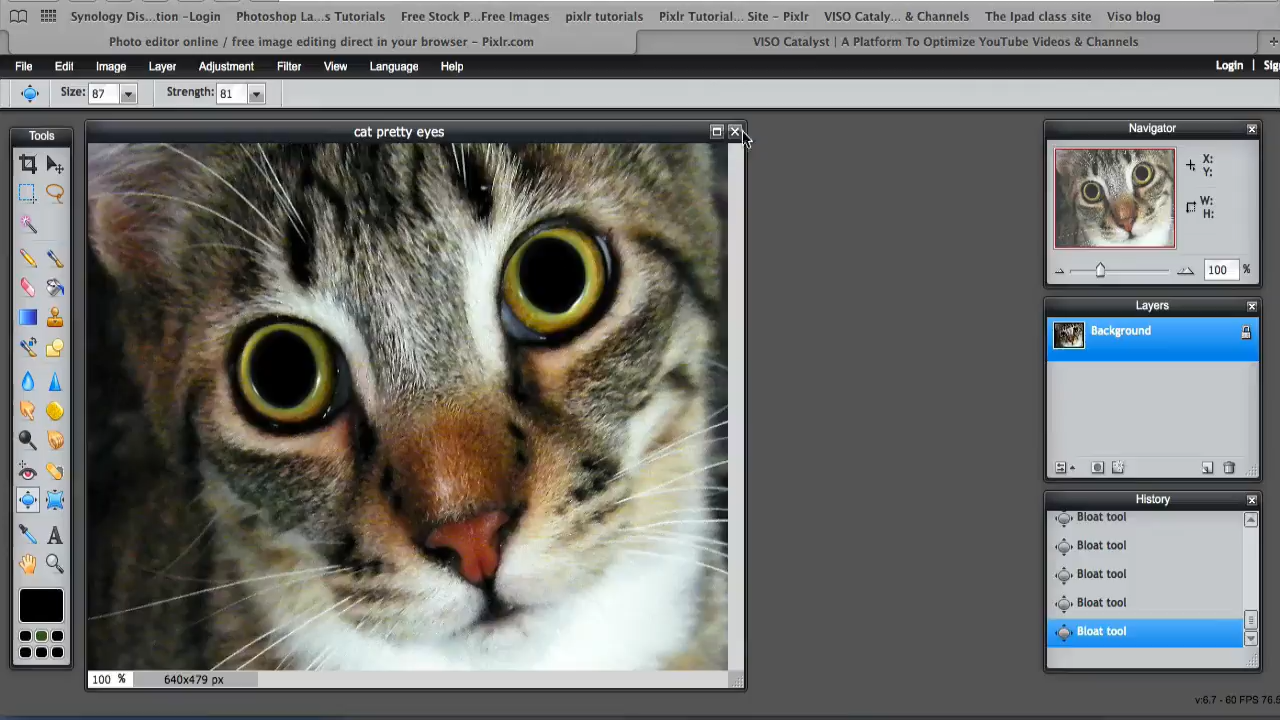 Synology Dis...tion -Login Photoshop La...s Tutorials Free Stock P...Free Images pixlr tutorials Pixlr Tutorial... Site - Pixlr VISO Cataly... & Channels The Ipad class site Viso blog
Photo editor online / free image editing direct in your browser - Pixlr.com VISO Catalyst | A Platform To Optimize YouTube Videos & Channels
File Edit Image Layer Adjustment Filter View Language Help Login Sig
Size: 87 Strength: 81
Tools
cat pretty eyes
Navigator
X:
Y:
W:
H:
100 %
Layers
Background
History
Bloat tool
Bloat tool
Bloat tool
Bloat tool
Bloat tool
100 % 640x479 px
v:6.7 - 60 FPS 76.5